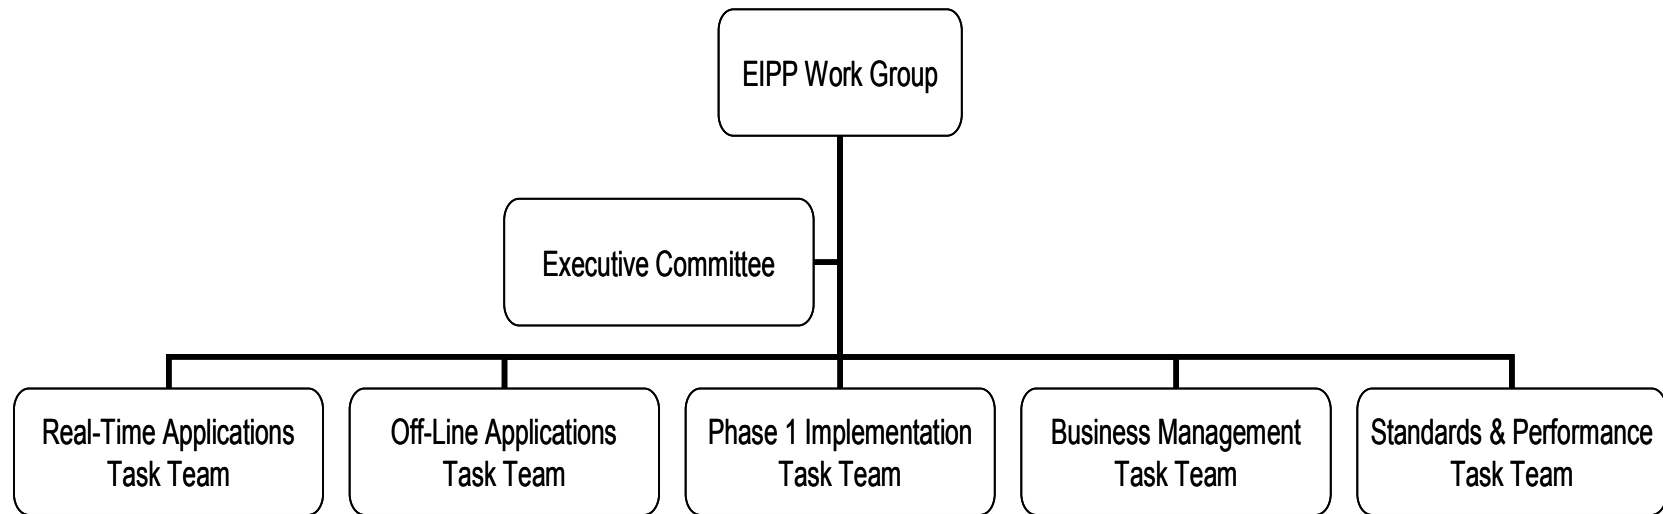 EIPP Work Group
Executive Committee
Real-Time Applications
Task Team
Off-Line Applications
Task Team
Phase 1 Implementation
Task Team
Business Management
Task Team
Standards & Performance
Task Team